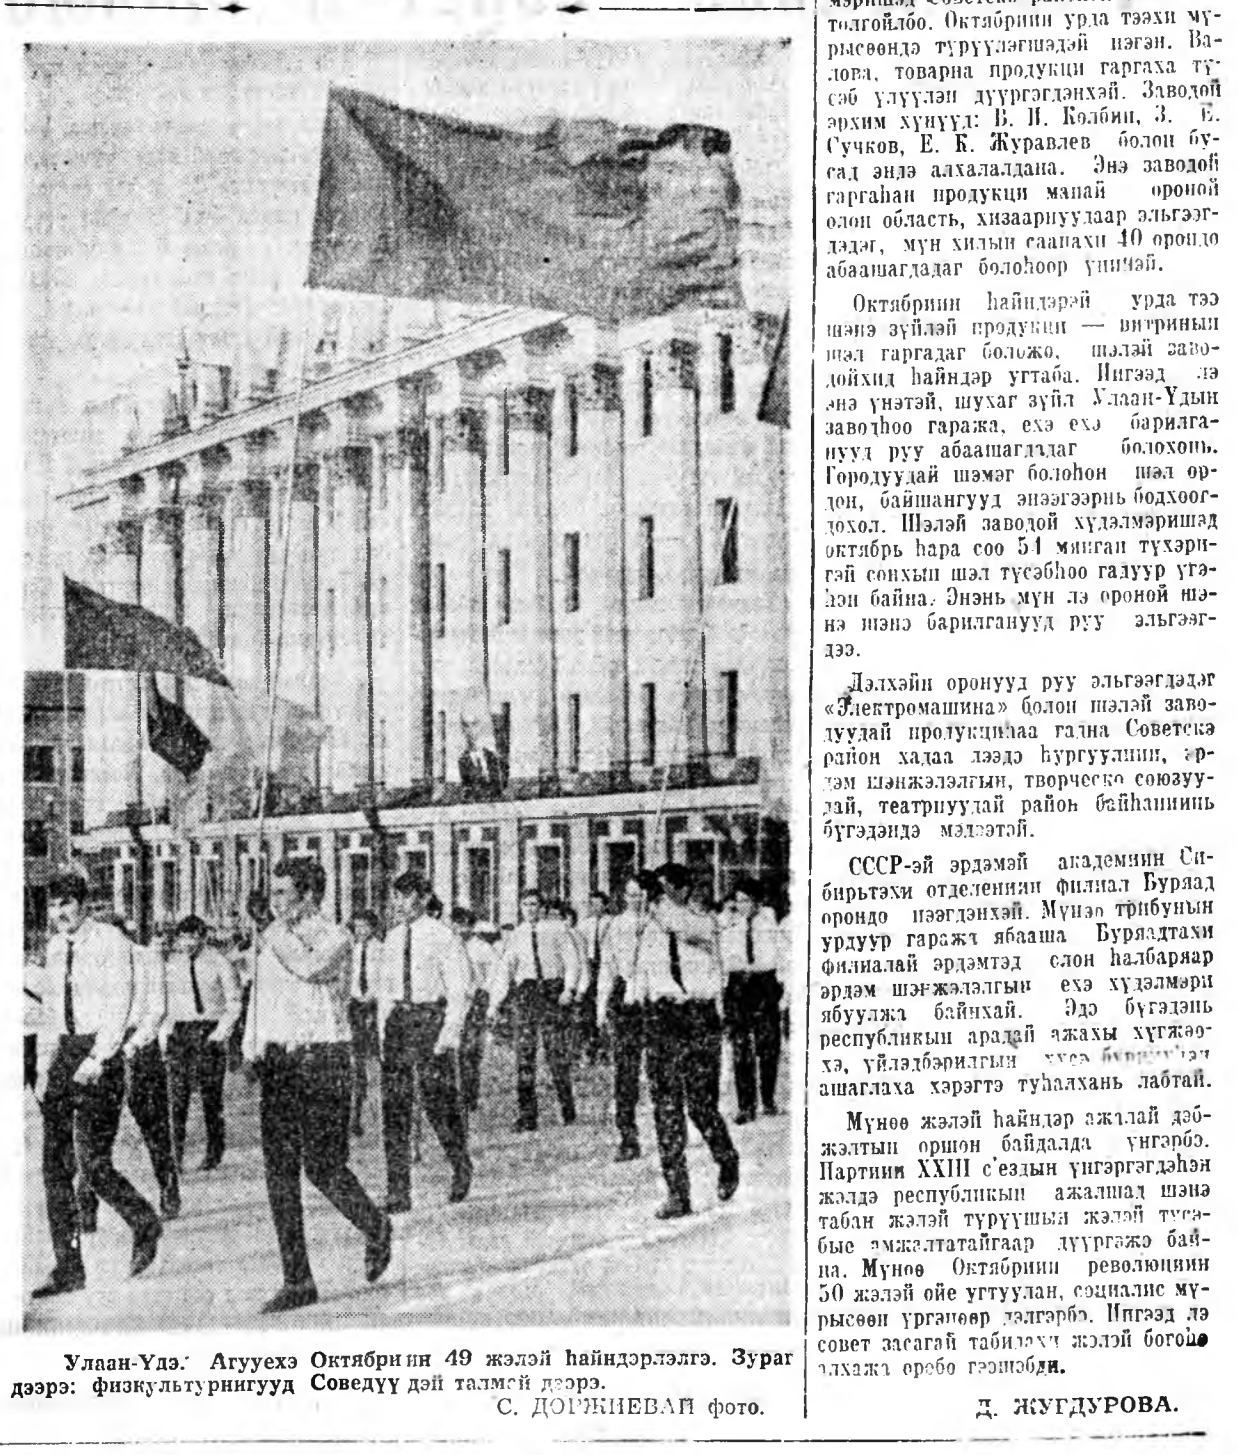 толгойлбо. Октябриин урда тээхи мү-
рысөөндэ түрүүлэгшэдэй нэгэн. Ва-
лова, товарна продукци гаргаха тү-
сэб үлүүлэн дүүргэгдэнхэй. Заводой
эрхим хүнүүд: В. И. Колбин, З. Е.
Сучков, Е. К. Журавлев болон бу-
сад эндэ алхалалдана. Энэ заводой
гаргаһан продукци манай ороной
олон область, хизаарнуудаар эльгээг-
дэдэг, мүн хилын саанахи 40 орондо
абаашагдадаг болоһоор үнинэй.
Октябриин һайндэрэй урда тээ
шэнэ зүйлэй продукци — витринын
шэл гаргадаг боложо, шэлэй заво-
дойхид һайндэр угтаба. Иигээд лэ
энэ үнэтэй, шухаг зүйл Улаан-Үдын
заводһоо гаража, ехэ ехэ барилга-
нууд руу абаашагдадаг болохонь.
Городуудай шэмэг болоһон шэл ор-
дон, байшангууд энээгээрнь бодхоог-
дохол. Шэлэй заводой хүдэлмэришэд
октябрь һара соо 54 мянган түхэри-
гэй сонхын шэл түсэбһөө гадуур үгэ-
һэн байна. Энэнь мүн лэ ороной шэ-
нэ шэнэ барилганууд руу эльгээг-
дээ.
Дэлхэйн оронууд руу эльгээгдэдэг
«Электромашина» болон шэлэй заво-
дуудай продукциһаа гадна Советскэ
район хадаа дээдэ һургуулиин, эр-
дэм шэнжэлэлгын, творческо союзуу-
дай, театрнуудай район байһаниинь
бүгэдэндэ мэдээтэй.
СССР-эй эрдэмэй академиин Си-
бирьтэхи отделениин филиал Буряад
орондо нээгдэнхэй. Мүнөө трибунын
урдуур гаража ябааша Буряадтахи
филиалай эрдэмтэд олон һалбаряар
эрдэм шэнжэлэлгын ехэ хүдэлмэри
ябуулжа байнхай. Эдэ бүгэдэнь
республикын арадай ажахы хүгжөө-
хэ, үйлэдбэрилгын хүсэ
ашаглаха хэрэгтэ туһалхань лабтай.
Мүнөө жэлэй һайндэр ажалай дэб-
жэлтын оршон байдалда үнгэрбэ.
Партиин XXIII с'ездын үнгэргэгдэһэн
жэлдэ республикын ажалшад шэнэ
табан жэлэй түрүүшын жэлэй түсэ-
бые амжалтатайгаар дүүргэжэ бай-
на. Мүнөө Октябриин революциин
50 жэлэй ойе угтуулан, социалис мү-
рысөөн үргэнөөр дэлгэрбэ. Иигээд лэ
совет засагай табидахи жэлэй богоһо
алхажа оробо гээшэбди.
Д. ЖУГДУРОВА.
Улаан-Үдэ. Агууехэ Октябриин 49 жэлэй һайндэрлэлгэ. Зураг
дээрэ: физкультурнигууд Соведүүдэй талмай дээрэ.
С. ДОРЖИЕВАЙ фото.